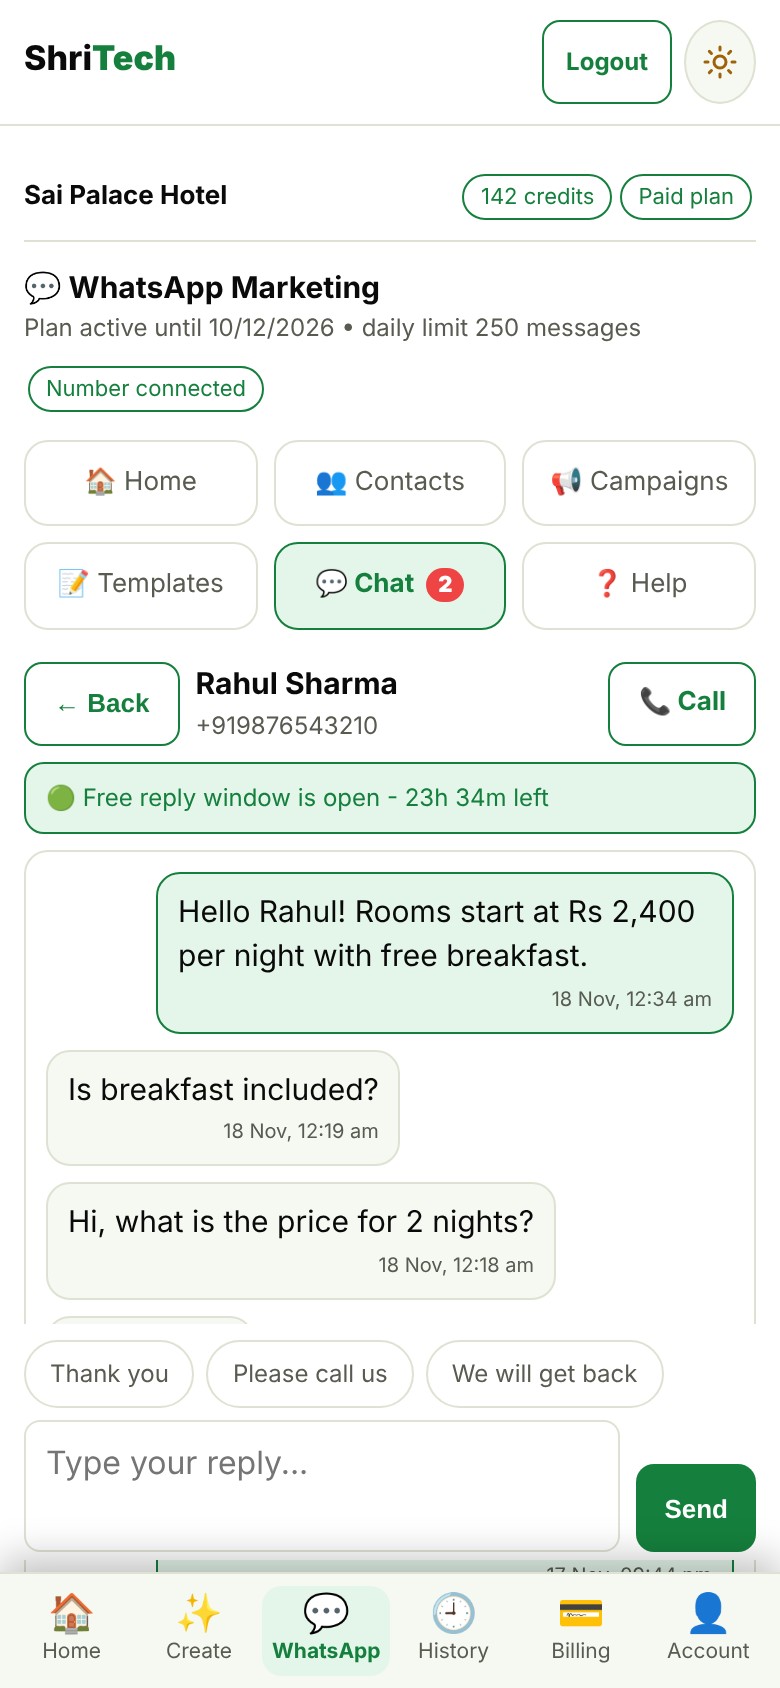 ShriTech
Logout
Sai Palace Hotel
142 credits
Paid plan
💬 WhatsApp Marketing
Plan active until 10/12/2026 • daily limit 250 messages
Number connected
🏠 Home
👥 Contacts
📢 Campaigns
📝 Templates
💬 Chat 2
❓ Help
← Back
Rahul Sharma
+919876543210
📞 Call
🟢 Free reply window is open - 23h 34m left
Hello Rahul! Rooms start at Rs 2,400
per night with free breakfast.
18 Nov, 12:34 am
Is breakfast included?
18 Nov, 12:19 am
Hi, what is the price for 2 nights?
18 Nov, 12:18 am
Thank you
Please call us
We will get back
Type your reply...
Send
Home
Create
WhatsApp
History
Billing
Account